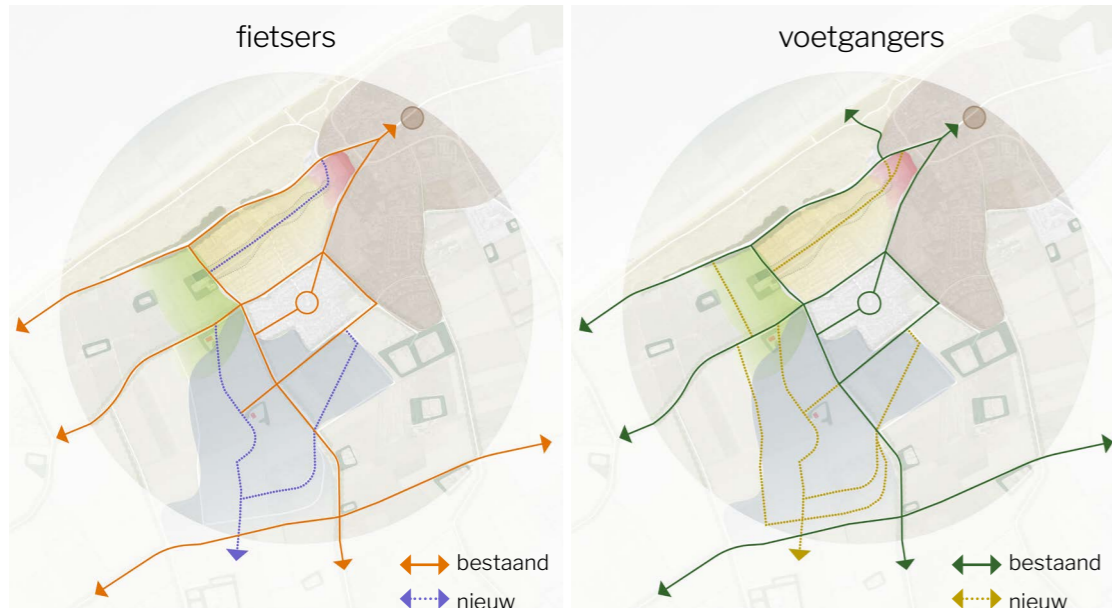 fietsers
voetgangers
bestaand
nieuw
bestaand
nieuw